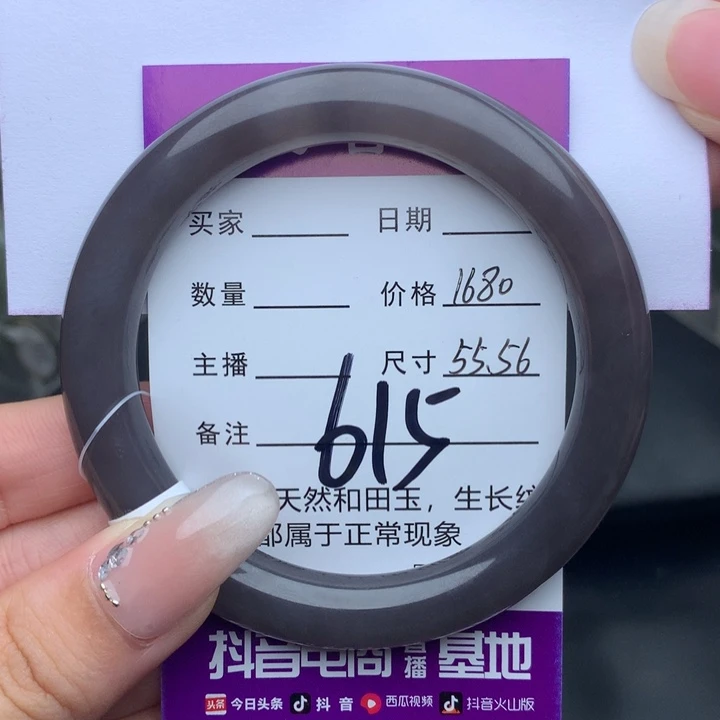 买家 日期
数量 价格 1680
主播 尺寸 55.56
备注
615
天然和田玉，生长纹
都属于正常现象
抖音电商直播基地
头条 今日头条 抖音 西瓜视频 抖音火山版